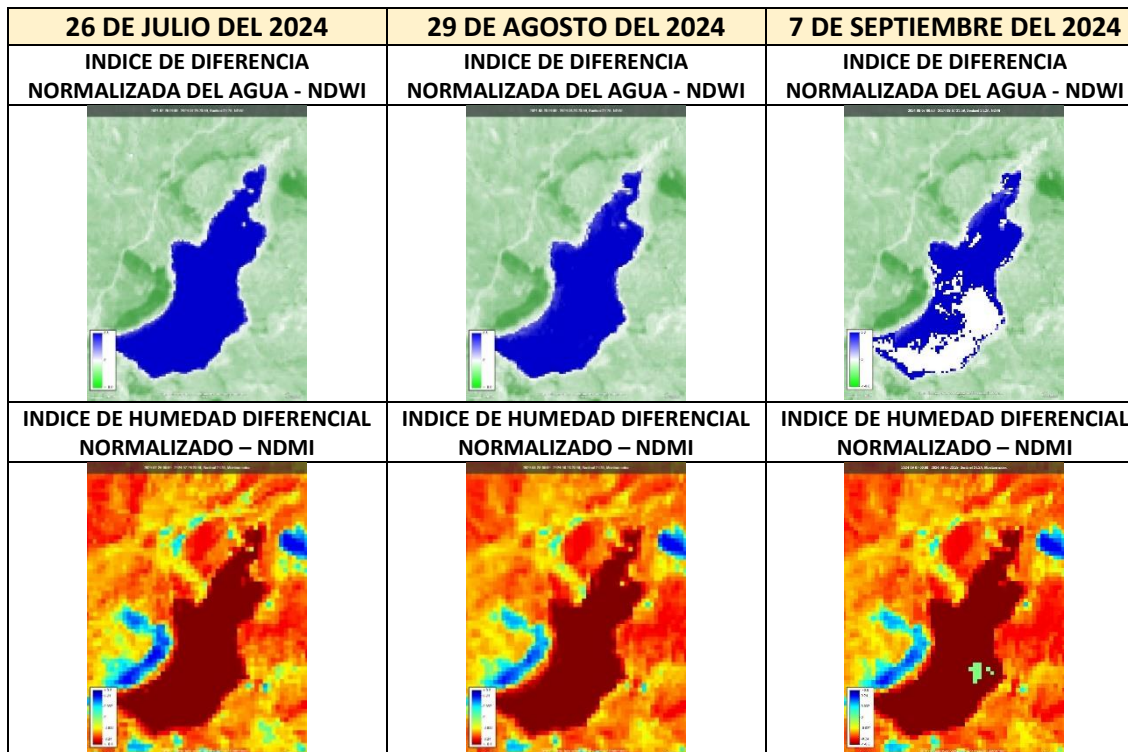 26 DE JULIO DEL 2024
29 DE AGOSTO DEL 2024
7 DE SEPTIEMBRE DEL 2024
INDICE DE DIFERENCIA
NORMALIZADA DEL AGUA - NDWI
INDICE DE DIFERENCIA
NORMALIZADA DEL AGUA - NDWI
INDICE DE DIFERENCIA
NORMALIZADA DEL AGUA - NDWI
INDICE DE HUMEDAD DIFERENCIAL
NORMALIZADO – NDMI
INDICE DE HUMEDAD DIFERENCIAL
NORMALIZADO – NDMI
INDICE DE HUMEDAD DIFERENCIAL
NORMALIZADO – NDMI